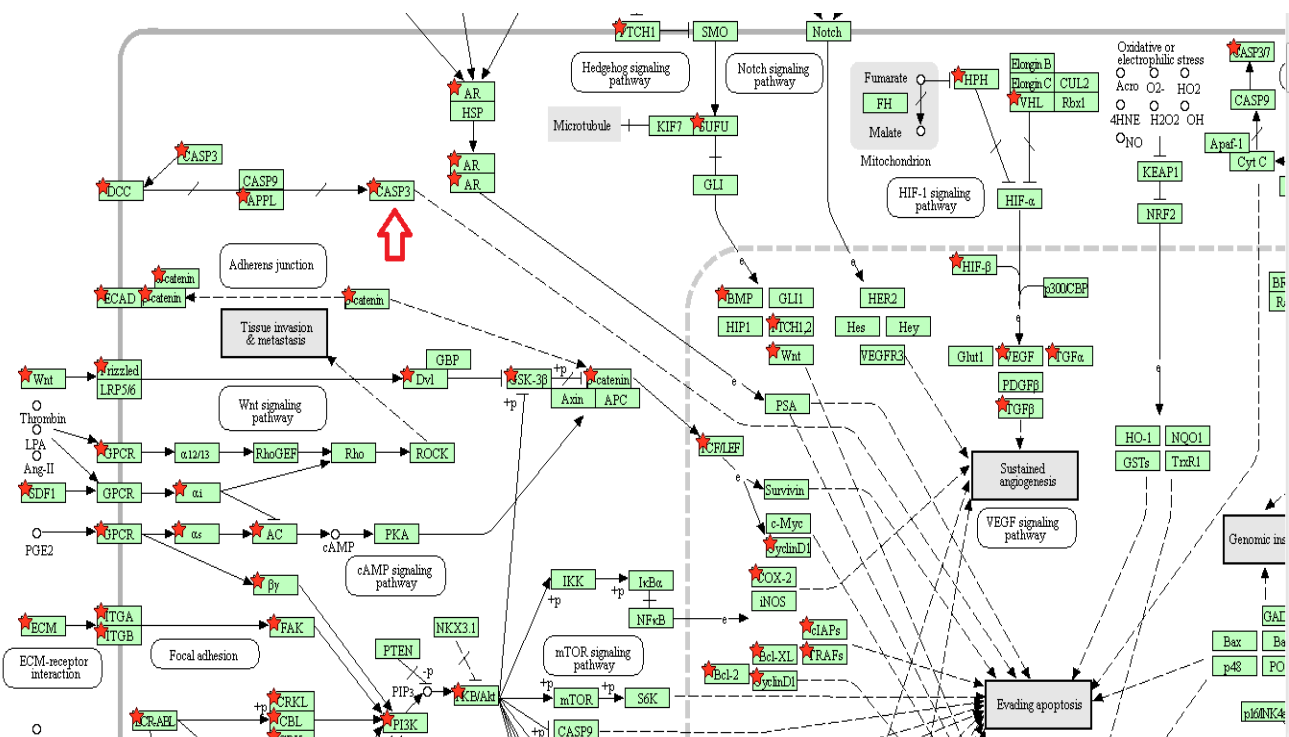 PTCH1
SMO
Notch
Hedgehog signaling
pathway
Notch signaling
pathway
AR
HSP
AR
AR
Microtubule
KIF7
SUFU
GLI
Fumarate
FH
Malate
Mitochondrion
HPH
Elongin B
Elongin C
CUL2
VHL
Rbx1
HIF-1 signaling
pathway
HIF-α
Oxidative or
electrophilic stress
Acro
O2-
HO2
4HNE
H2O2
OH
NO
KEAP1
NRF2
CASP3/7
CASP9
Apaf-1
Cyt C
CASP3
DCC
CASP9
APPL
CASP3
Adherens junction
β-catenin
ECAD
β-catenin
β-catenin
Tissue invasion
& metastasis
Wnt
Frizzled
LRP5/6
Dvl
GBP
GSK-3β
+p
+p
β-catenin
Axin
APC
Wnt signaling
pathway
Thrombin
LPA
Ang-II
GPCR
α12/13
RhoGEF
Rho
ROCK
SDF1
GPCR
αi
PGE2
GPCR
αs
AC
cAMP
PKA
cAMP signaling
pathway
βγ
ECM
ITGA
ITGB
FAK
ECM-receptor
interaction
Focal adhesion
PTEN
NKX3.1
PIP3
-p
PKB/Akt
PI3K
BCR-ABL
+p
CRKL
CBL
IKK
+p
+p
IκBα
NFκB
e
mTOR signaling
pathway
+p
mTOR
+p
S6K
+p
CASP9
e
e
BMP
GLI1
HIP1
PTCH1,2
Wnt
HER2
Hes
Hey
VEGFR3
HIF-β
p300/CBP
e
Glut1
VEGF
TGFα
PDGFβ
TGFβ
e
PSA
TCF/LEF
e
Survivin
c-Myc
CyclinD1
COX-2
iNOS
cIAPs
Bcl-XL
TRAFs
Bcl-2
CyclinD1
Sustained
angiogenesis
VEGF signaling
pathway
e
HO-1
NQO1
GSTs
TrxR1
Evading apoptosis
Genomic ins
GAD
Bax
Ba
p48
PO
p16/INK4
BR